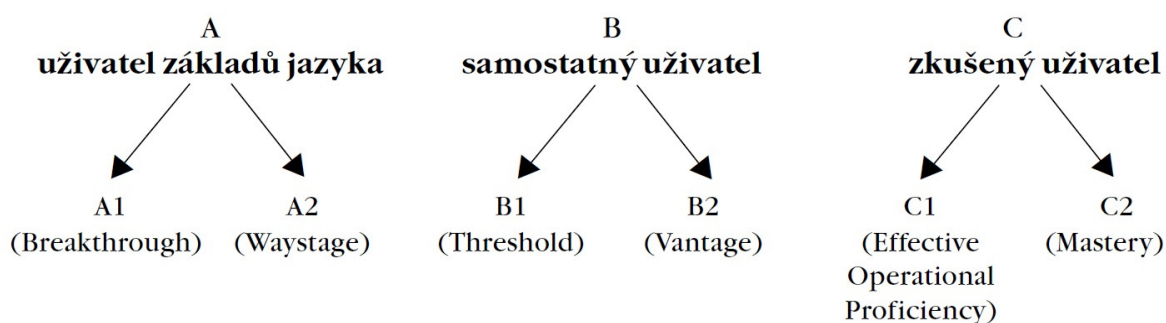 A
uživatel základů jazyka
A1
(Breakthrough)
A2
(Waystage)
B
samostatný uživatel
B1
(Threshold)
B2
(Vantage)
C
zkušený uživatel
C1
(Effective
Operational
Proficiency)
C2
(Mastery)